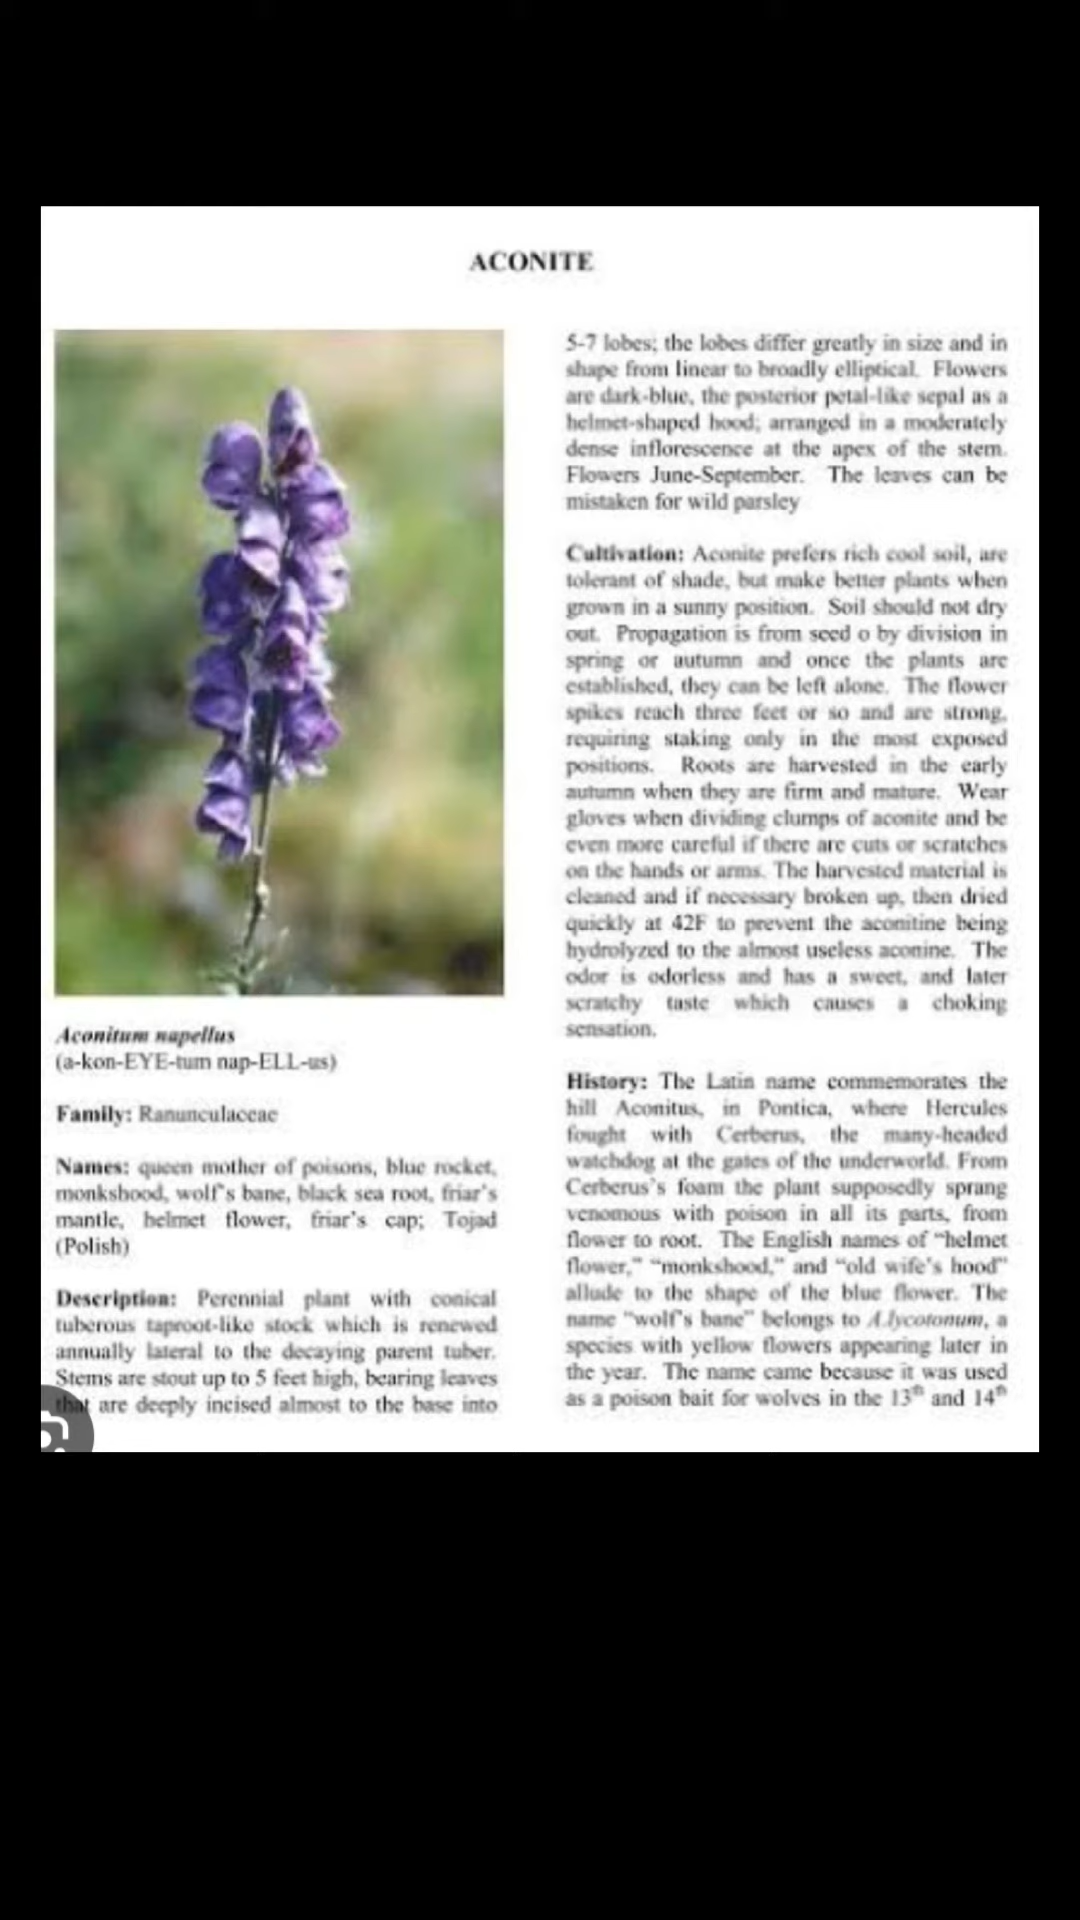 ACONITE
Aconitum napellus
(a-kon-EYE-tum nap-ELL-us)
Family: Ranunculaceae
Names: queen mother of poisons, blue rocket,
monkshood, wolf's bane, black sea root, friar's
mantle, helmet flower, friar's cap; Tojad
(Polish)
Description: Perennial plant with conical
tuberous taproot-like stock which is renewed
annually lateral to the decaying parent tuber.
Stems are stout up to 5 feet high, bearing leaves
that are deeply incised almost to the base into
5-7 lobes; the lobes differ greatly in size and in
shape from linear to broadly elliptical. Flowers
are dark-blue, the posterior petal-like sepal as a
helmet-shaped hood; arranged in a moderately
dense inflorescence at the apex of the stem.
Flowers June-September. The leaves can be
mistaken for wild parsley
Cultivation: Aconite prefers rich cool soil, are
tolerant of shade, but make better plants when
grown in a sunny position. Soil should not dry
out. Propagation is from seed o by division in
spring or autumn and once the plants are
established, they can be left alone. The flower
spikes reach three feet or so and are strong,
requiring staking only in the most exposed
positions. Roots are harvested in the early
autumn when they are firm and mature. Wear
gloves when dividing clumps of aconite and be
even more careful if there are cuts or scratches
on the hands or arms. The harvested material is
cleaned and if necessary broken up, then dried
quickly at 42F to prevent the aconitine being
hydrolyzed to the almost useless aconine. The
odor is odorless and has a sweet, and later
scratchy taste which causes a choking
sensation.
History: The Latin name commemorates the
hill Aconitus, in Pontica, where Hercules
fought with Cerberus, the many-headed
watchdog at the gates of the underworld. From
Cerberus's foam the plant supposedly sprang
venomous with poison in all its parts, from
flower to root. The English names of "helmet
flower," "monkshood," and "old wife's hood"
allude to the shape of the blue flower. The
name "wolf's bane" belongs to A.lycotonum, a
species with yellow flowers appearing later in
the year. The name came because it was used
as a poison bait for wolves in the 13th and 14th